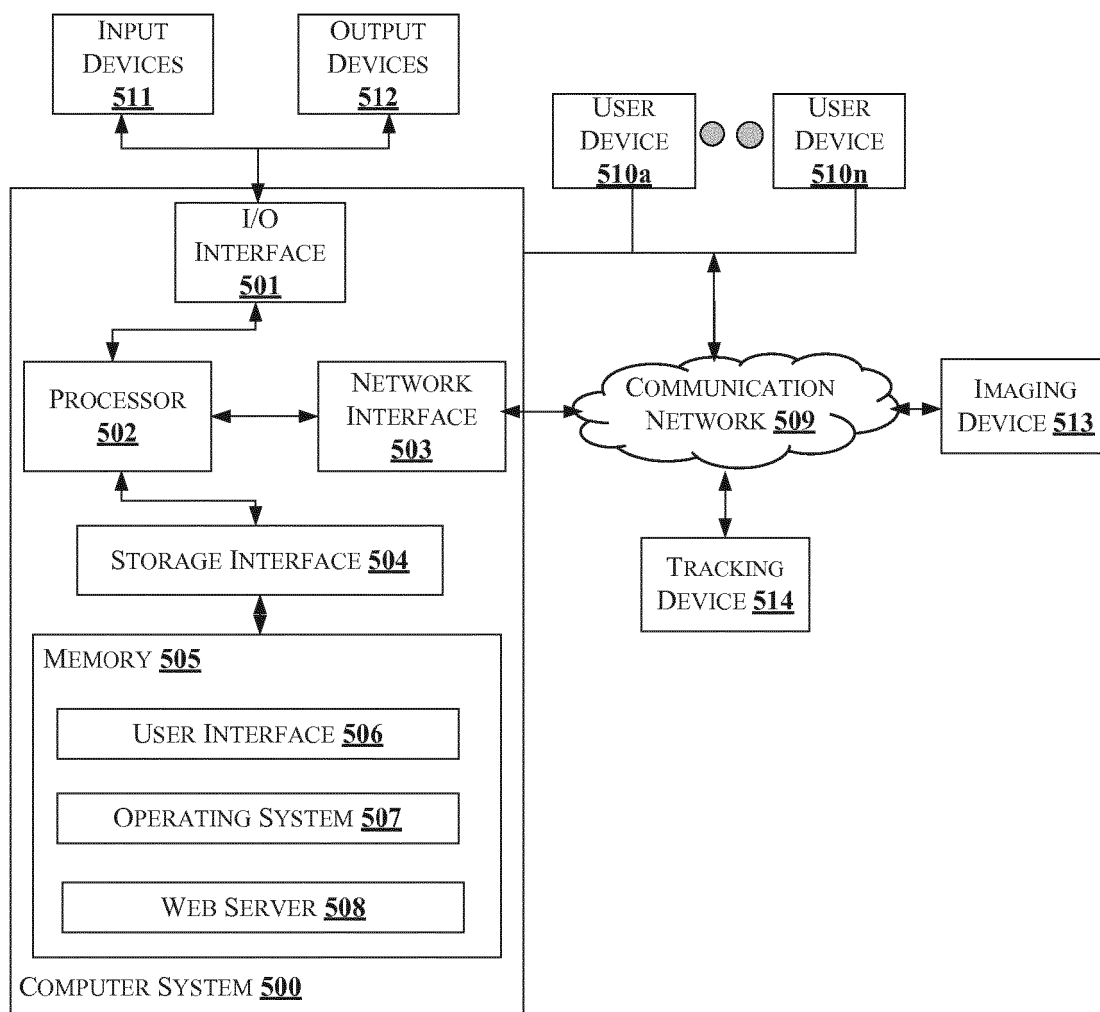 INPUT
DEVICES
511
OUTPUT
DEVICES
512
USER
DEVICE
510a
USER
DEVICE
510n
I/O
INTERFACE
501
PROCESSOR
502
NETWORK
INTERFACE
503
COMMUNICATION
NETWORK 509
IMAGING
DEVICE 513
STORAGE INTERFACE 504
TRACKING
DEVICE 514
MEMORY 505
USER INTERFACE 506
OPERATING SYSTEM 507
WEB SERVER 508
COMPUTER SYSTEM 500